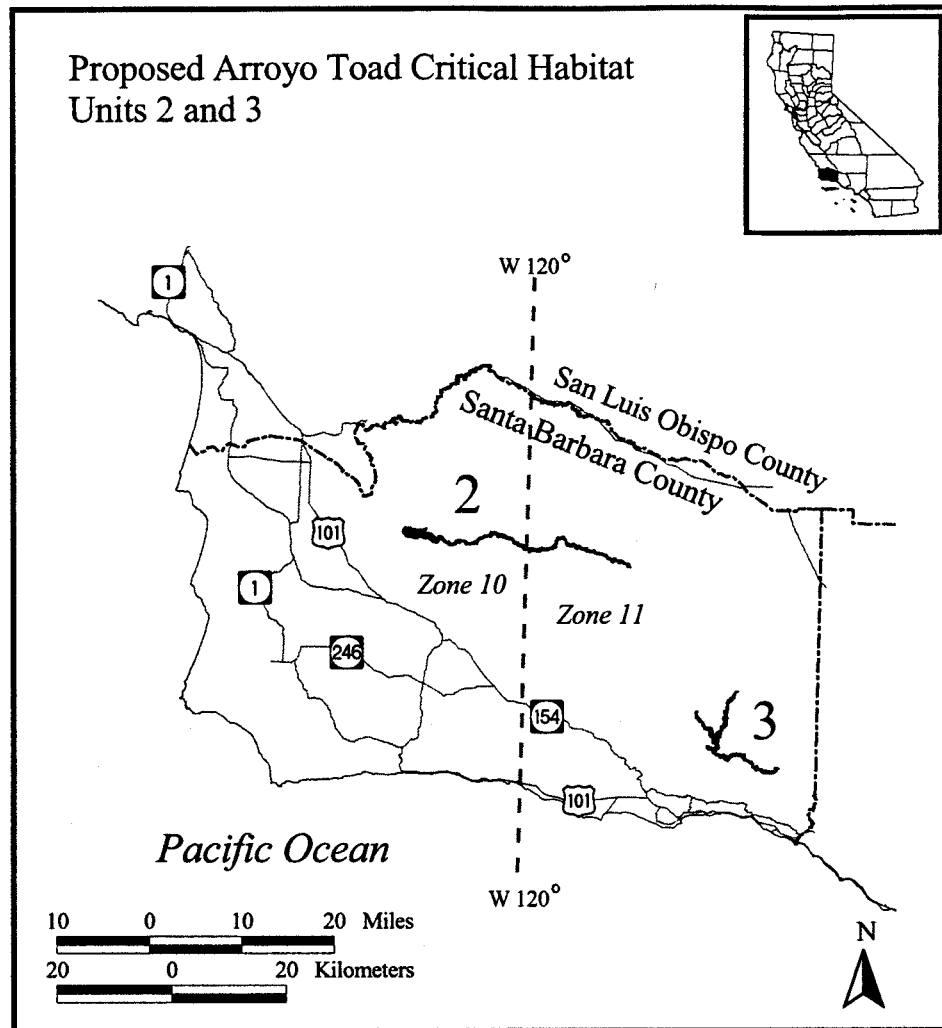 Proposed Arroyo Toad Critical Habitat
Units 2 and 3
W 120°
1
San Luis Obispo County
Santa Barbara County
2
101
Zone 10
1
Zone 11
246
3
154
101
Pacific Ocean
W 120°
10 0 10 20 Miles
20 0 20 Kilometers
N